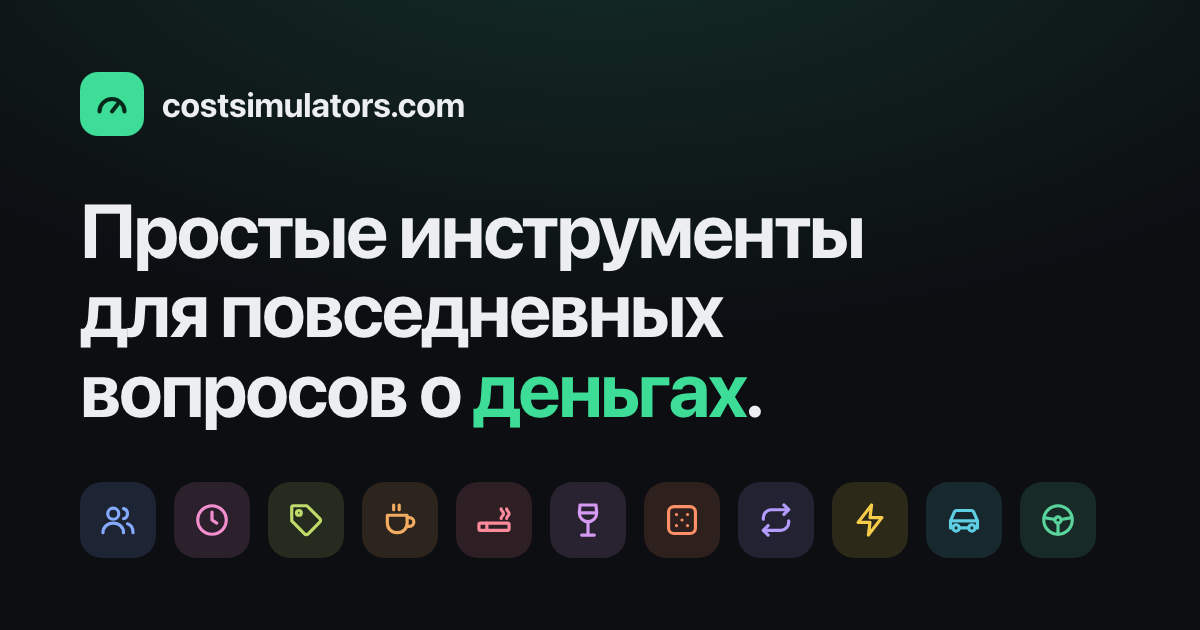 costsimulators.com
Простые инструменты
для повседневных
вопросов о деньгах.